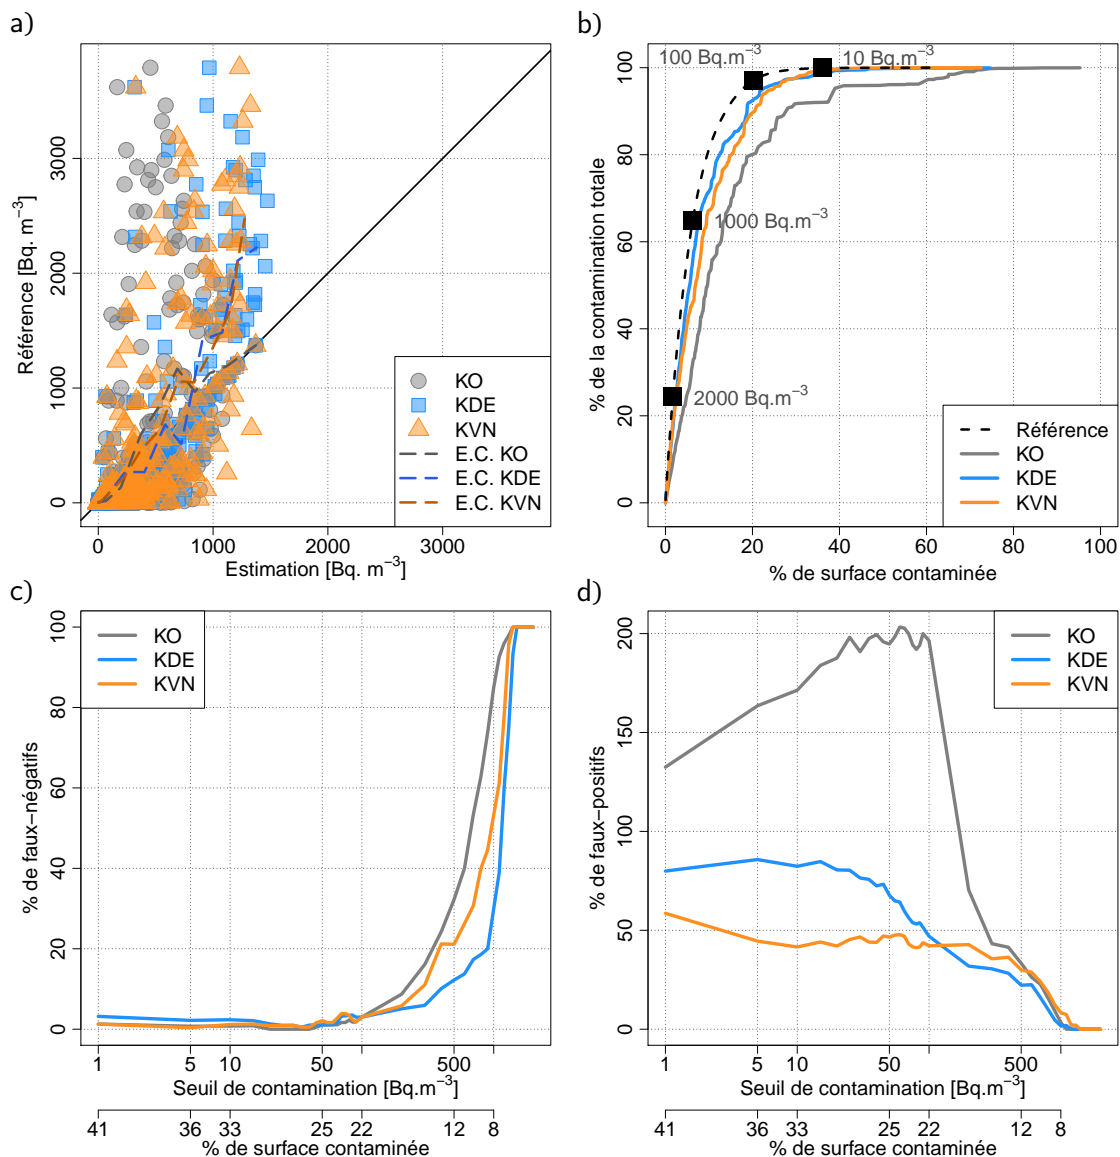 a)
Référence [Bq. m−3]
3000
2000
1000
0
0
1000
2000
3000
Estimation [Bq. m−3]
KO
KDE
KVN
E.C. KO
E.C. KDE
E.C. KVN
b)
% de la contamination totale
100
80
60
40
20
0
0
20
40
60
80
100
% de surface contaminée
100 Bq.m−3
10 Bq.m−3
1000 Bq.m−3
2000 Bq.m−3
Référence
KO
KDE
KVN
c)
% de faux−négatifs
100
80
60
40
20
0
KO
KDE
KVN
1
5
10
50
500
Seuil de contamination [Bq.m−3]
41
36
33
25
22
12
8
% de surface contaminée
d)
% de faux−positifs
200
150
100
50
0
KO
KDE
KVN
1
5
10
50
500
Seuil de contamination [Bq.m−3]
41
36
33
25
22
12
8
% de surface contaminée